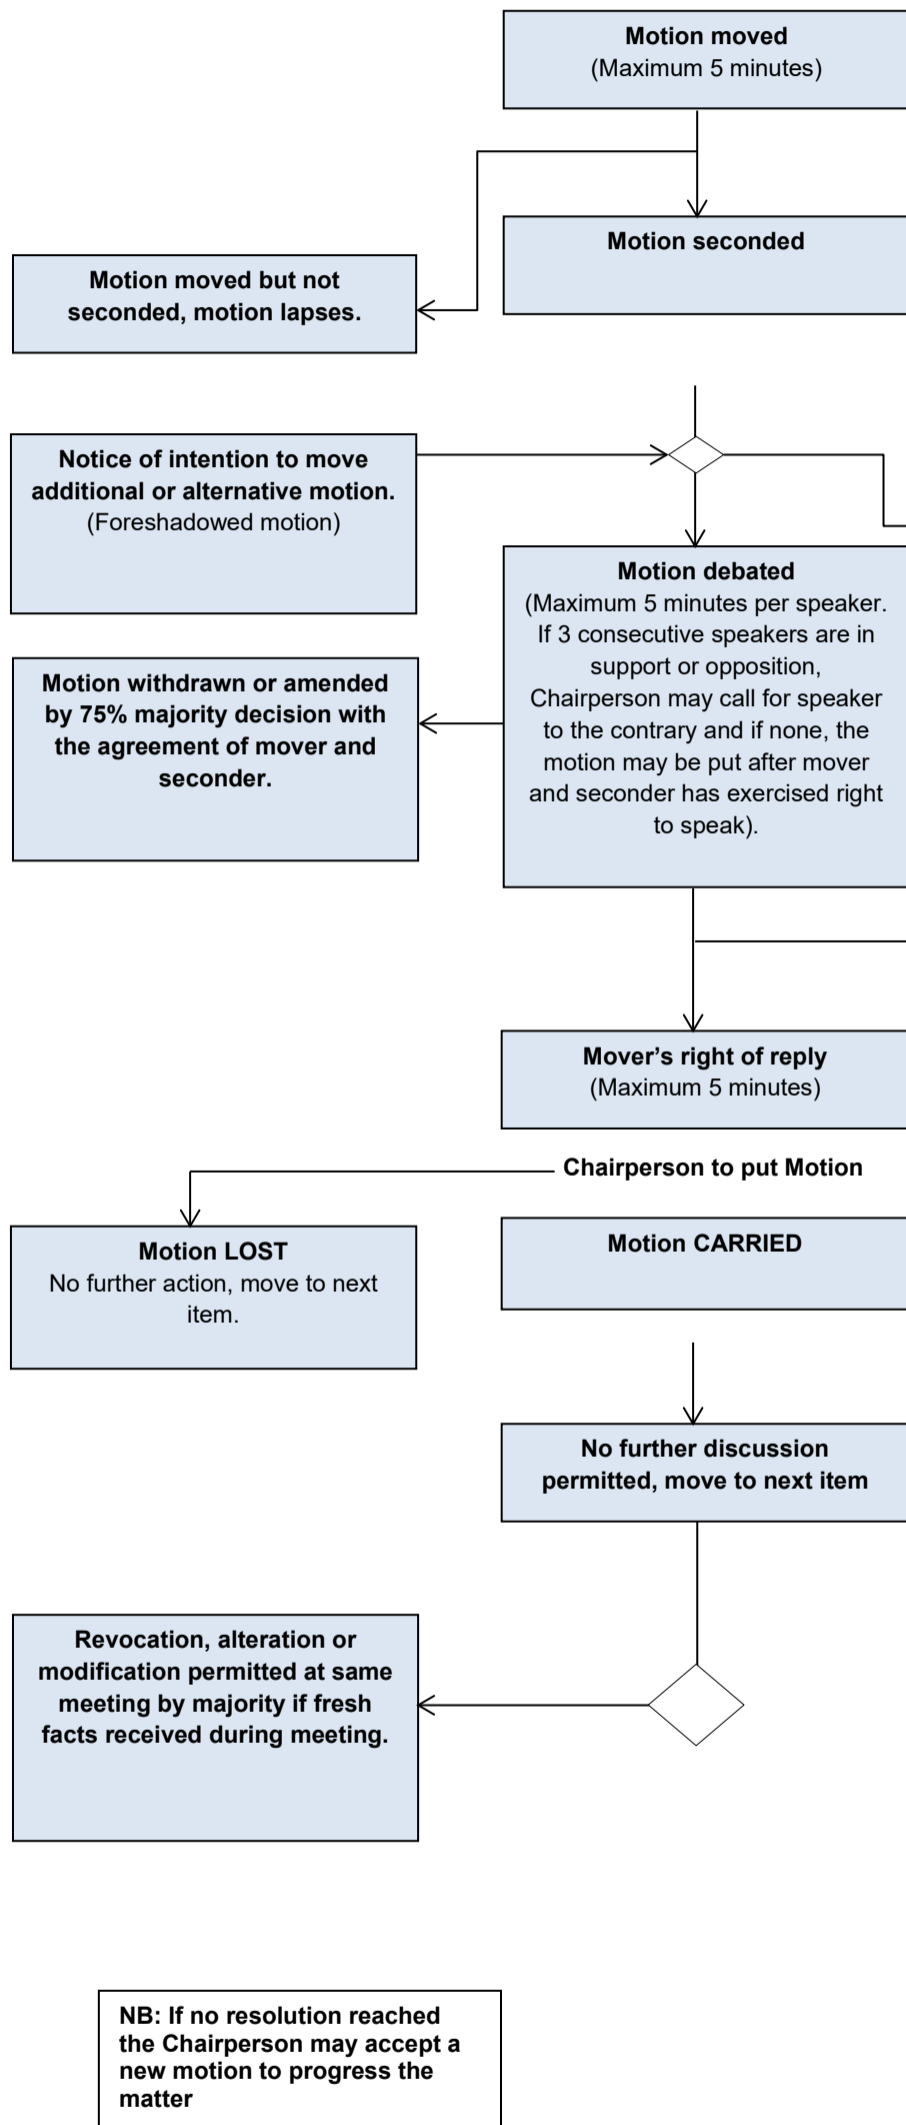 Motion moved
(Maximum 5 minutes)
Motion seconded
Motion moved but not
seconded, motion lapses.
Notice of intention to move
additional or alternative motion.
(Foreshadowed motion)
Motion debated
(Maximum 5 minutes per speaker.
If 3 consecutive speakers are in
support or opposition,
Chairperson may call for speaker
to the contrary and if none, the
motion may be put after mover
and seconder has exercised right
to speak).
Motion withdrawn or amended
by 75% majority decision with
the agreement of mover and
seconder.
Mover’s right of reply
(Maximum 5 minutes)
Chairperson to put Motion
Motion LOST
No further action, move to next
item.
Motion CARRIED
No further discussion
permitted, move to next item
Revocation, alteration or
modification permitted at same
meeting by majority if fresh
facts received during meeting.
NB: If no resolution reached
the Chairperson may accept a
new motion to progress the
matter